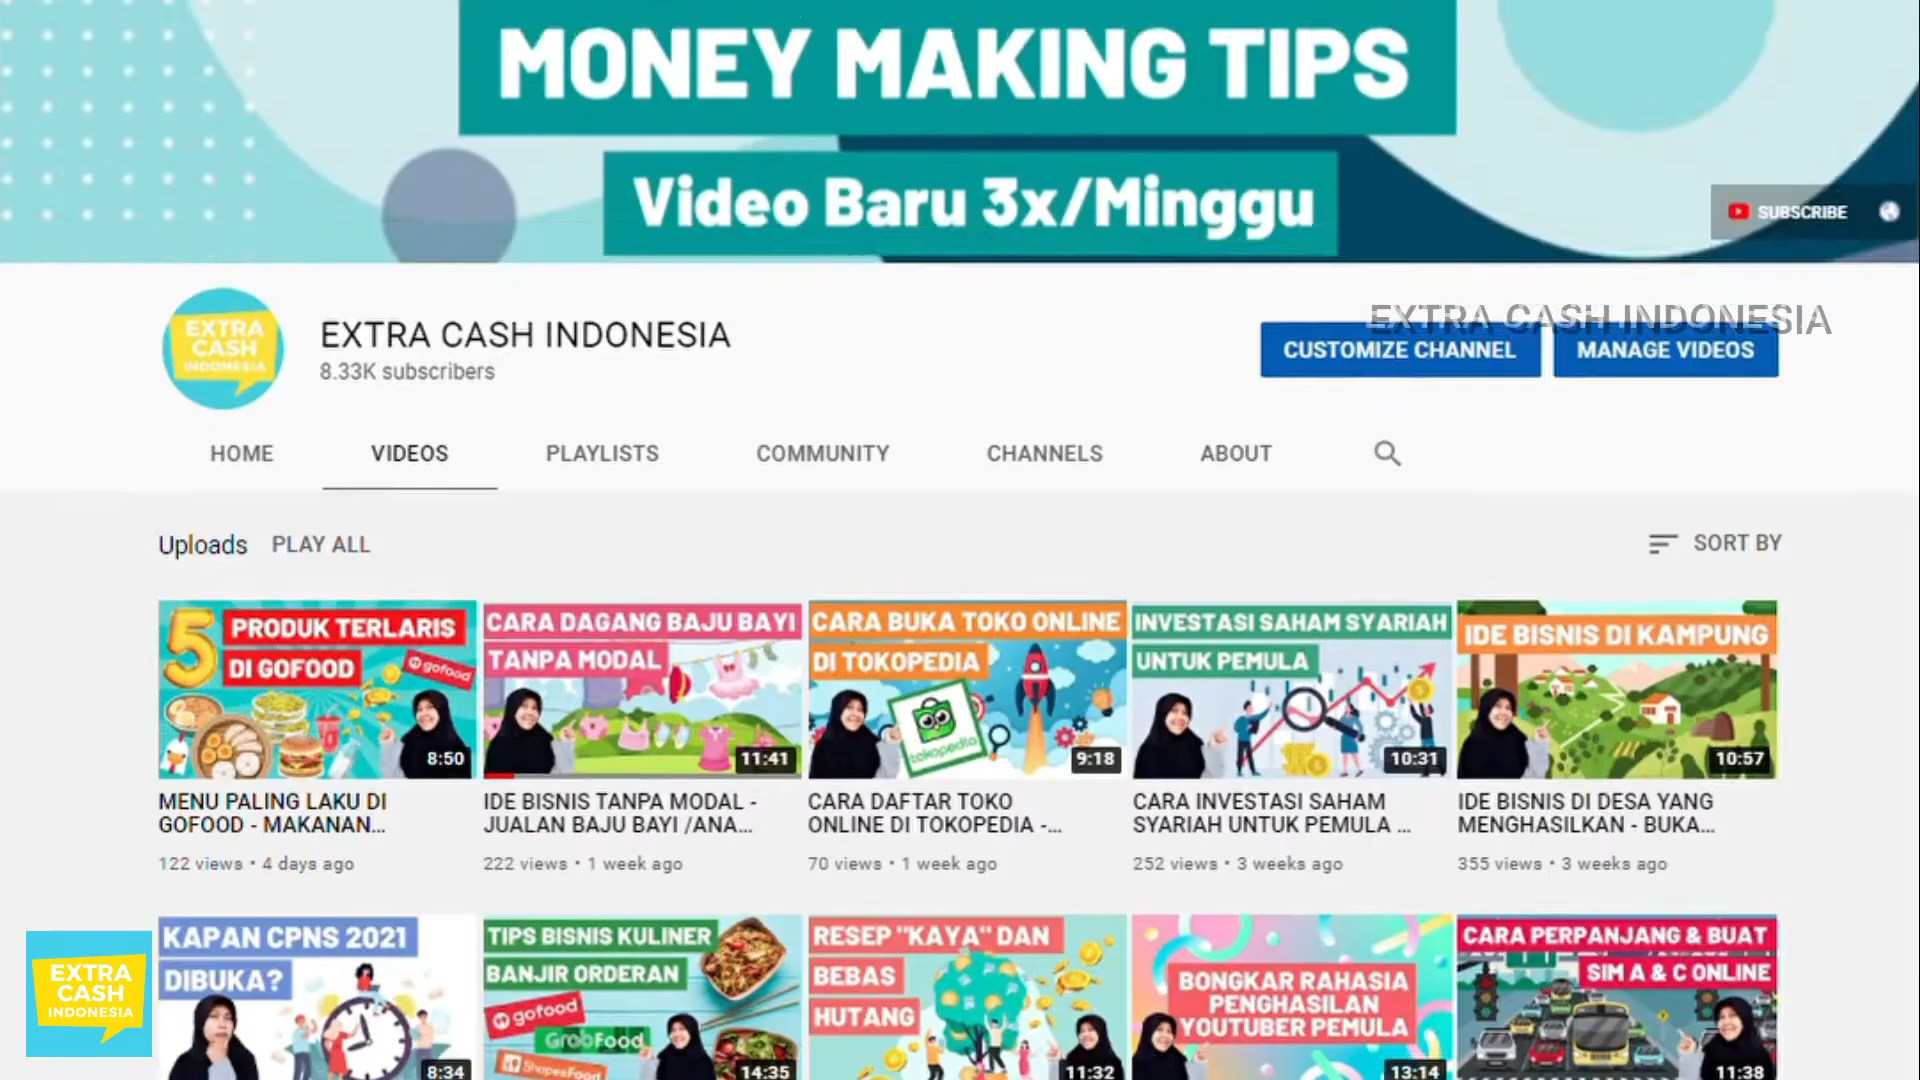 MONEY MAKING TIPS
Video Baru 3x/Minggu
SUBSCRIBE
EXTRA CASH INDONESIA
EXTRA
CASH
INDONESIA
EXTRA CASH INDONESIA
8.33K subscribers
CUSTOMIZE CHANNEL
MANAGE VIDEOS
HOME VIDEOS PLAYLISTS COMMUNITY CHANNELS ABOUT
Uploads PLAY ALL
SORT BY
5 PRODUK TERLARIS
DI GOFOOD
gofood
8:50
MENU PALING LAKU DI
GOFOOD - MAKANAN...
122 views • 4 days ago
CARA DAGANG BAJU BAYI
TANPA MODAL
11:41
IDE BISNIS TANPA MODAL -
JUALAN BAJU BAYI /ANA...
222 views • 1 week ago
CARA BUKA TOKO ONLINE
DI TOKOPEDIA
tokopedia
9:18
CARA DAFTAR TOKO
ONLINE DI TOKOPEDIA -...
70 views • 1 week ago
INVESTASI SAHAM SYARIAH
UNTUK PEMULA
10:31
CARA INVESTASI SAHAM
SYARIAH UNTUK PEMULA ...
252 views • 3 weeks ago
IDE BISNIS DI KAMPUNG
10:57
IDE BISNIS DI DESA YANG
MENGHASILKAN - BUKA...
355 views • 3 weeks ago
KAPAN CPNS 2021
DIBUKA?
8:34
TIPS BISNIS KULINER
BANJIR ORDERAN
gofood
GrabFood
ShopeeFood
14:35
RESEP "KAYA" DAN
BEBAS
HUTANG
11:32
BONGKAR RAHASIA
PENGHASILAN
YOUTUBER PEMULA
13:14
CARA PERPANJANG & BUAT
SIM A & C ONLINE
11:38
EXTRA
CASH
INDONESIA